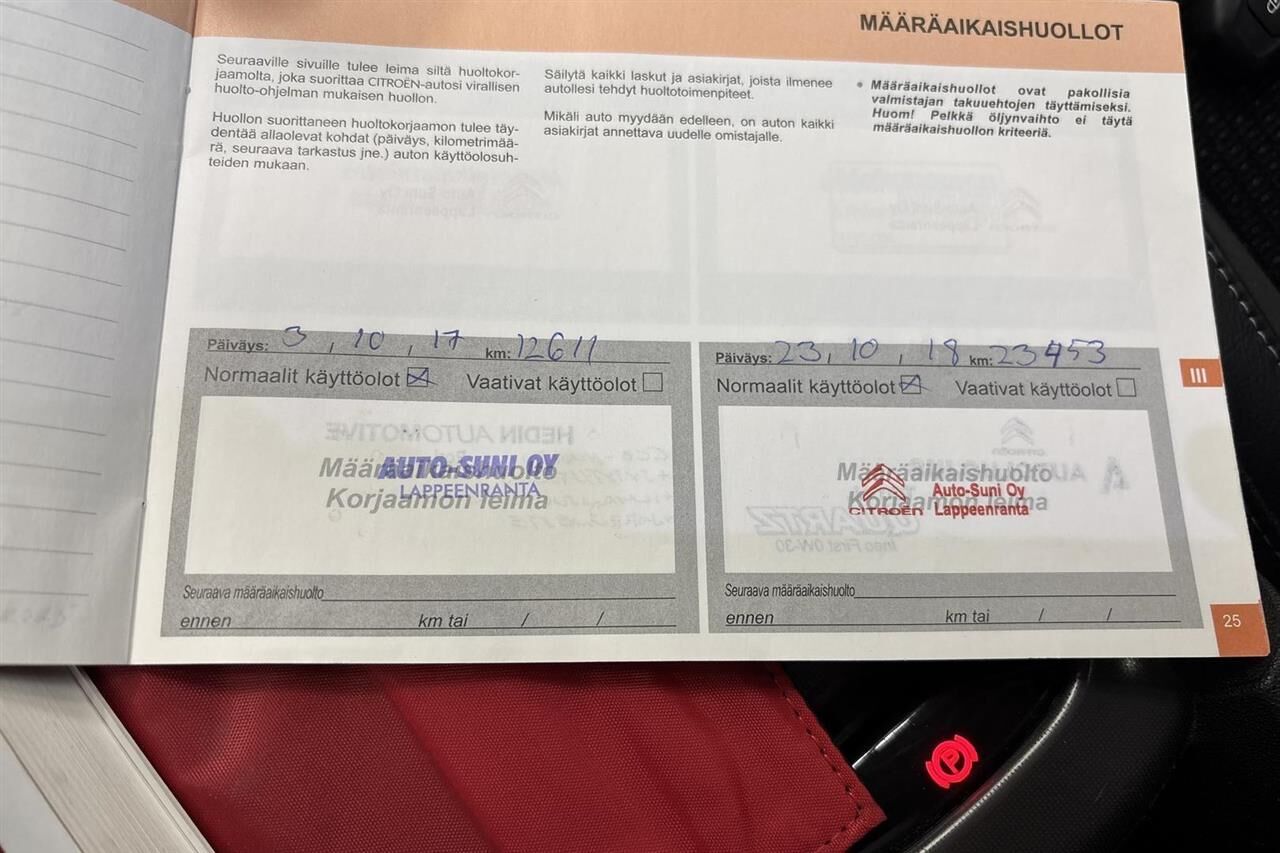 MÄÄRÄAIKAISHUOLLOT
Seuraaville sivuille tulee leima siltä huoltokor-
jaamolta, joka suorittaa CITROËN-autosi virallisen
huolto-ohjelman mukaisen huollon.
Huollon suorittaneen huoltokorjaamon tulee täy-
dentää allaolevat kohdat (päiväys, kilometrimää-
rä, seuraava tarkastus jne.) auton käyttöolosuh-
teiden mukaan.
Säilytä kaikki laskut ja asiakirjat, joista ilmenee
autollesi tehdyt huoltotoimenpiteet.
Mikäli auto myydään edelleen, on auton kaikki
asiakirjat annettava uudelle omistajalle.
• Määräaikaishuollot ovat pakollisia
valmistajan takuuehtojen täyttämiseksi.
Huom! Pelkkä öljynvaihto ei täytä
määräaikaishuollon kriteeriä.
Päiväys: 3, 10, 17 km: 12611
Normaalit käyttöolot Vaativat käyttöolot
Määräaikaishuolto
Korjaamon leima
AUTO-SUNI OY
LAPPEENRANTA
Seuraava määräaikaishuolto
ennen km tai / /
Päiväys: 23, 10, 18 km: 23453
Normaalit käyttöolot Vaativat käyttöolot
Määräaikaishuolto
Korjaamon leima
CITROËN
Auto-Suni Oy
Lappeenranta
Seuraava määräaikaishuolto
ennen km tai / /
III
25
P